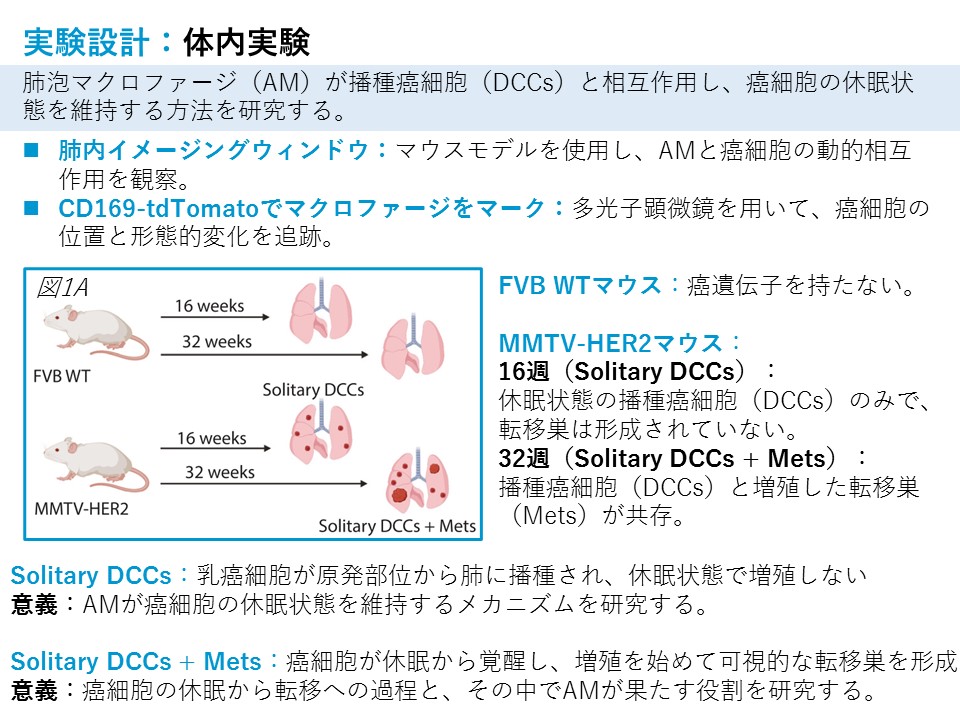 実験設計：体内実験
肺泡マクロファージ（AM）が播種癌細胞（DCCs）と相互作用し、癌細胞の休眠状
態を維持する方法を研究する。
■ 肺内イメージングウィンドウ：マウスモデルを使用し、AMと癌細胞の動的相互
作用を観察。
■ CD169-tdTomatoでマクロファージをマーク：多光子顕微鏡を用いて、癌細胞の
位置と形態的変化を追跡。
図1A
16 weeks
32 weeks
FVB WT
Solitary DCCs
16 weeks
32 weeks
MMTV-HER2
Solitary DCCs + Mets
FVB WTマウス：癌遺伝子を持たない。
MMTV-HER2マウス：
16週（Solitary DCCs）：
休眠状態の播種癌細胞（DCCs）のみで、
転移巣は形成されていない。
32週（Solitary DCCs + Mets）：
播種癌細胞（DCCs）と増殖した転移巣
（Mets）が共存。
Solitary DCCs：乳癌細胞が原発部位から肺に播種され、休眠状態で増殖しない
意義：AMが癌細胞の休眠状態を維持するメカニズムを研究する。
Solitary DCCs + Mets：癌細胞が休眠から覚醒し、増殖を始めて可視的な転移巣を形成
意義：癌細胞の休眠から転移への過程と、その中でAMが果たす役割を研究する。